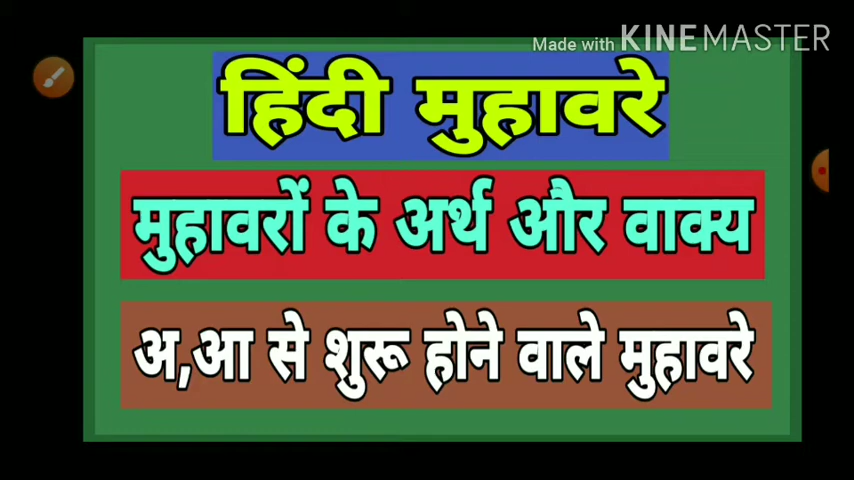 Made with KINEMASTER
हिंदी मुहावरे
मुहावरों के अर्थ और वाक्य
अ,आ से शुरू होने वाले मुहावरे